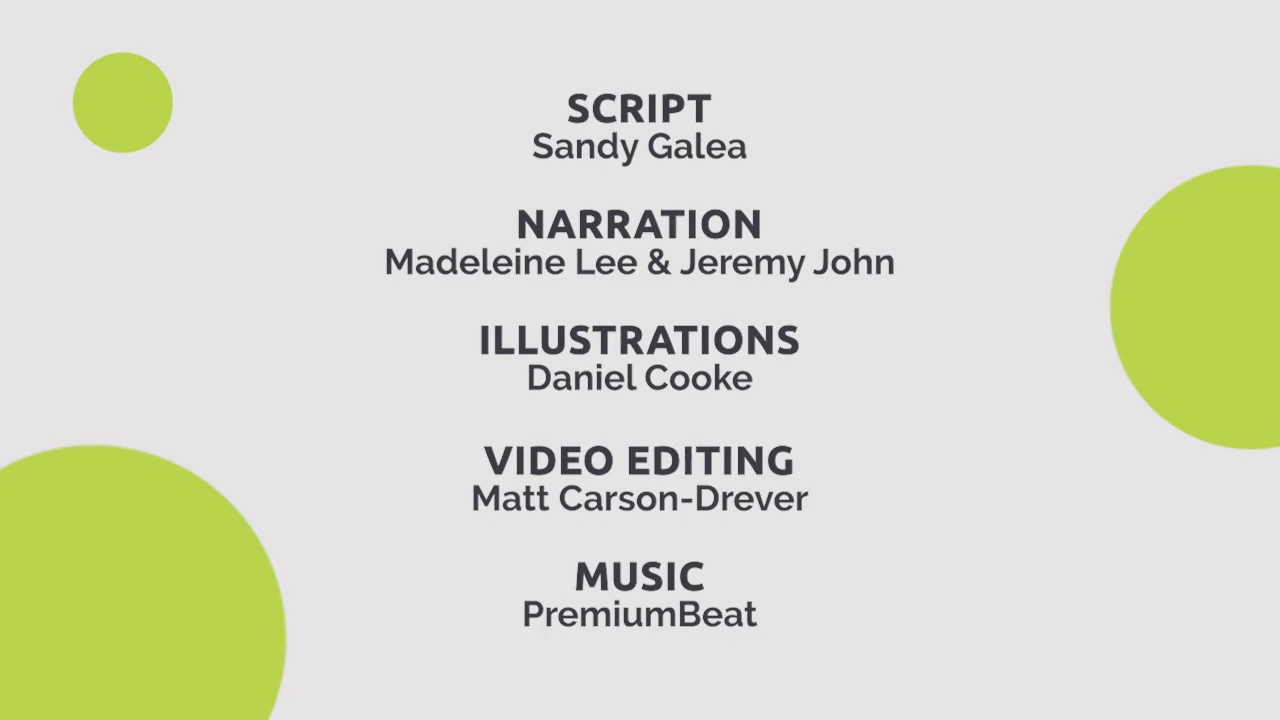 SCRIPT
Sandy Galea
NARRATION
Madeleine Lee & Jeremy John
ILLUSTRATIONS
Daniel Cooke
VIDEO EDITING
Matt Carson-Drever
MUSIC
PremiumBeat